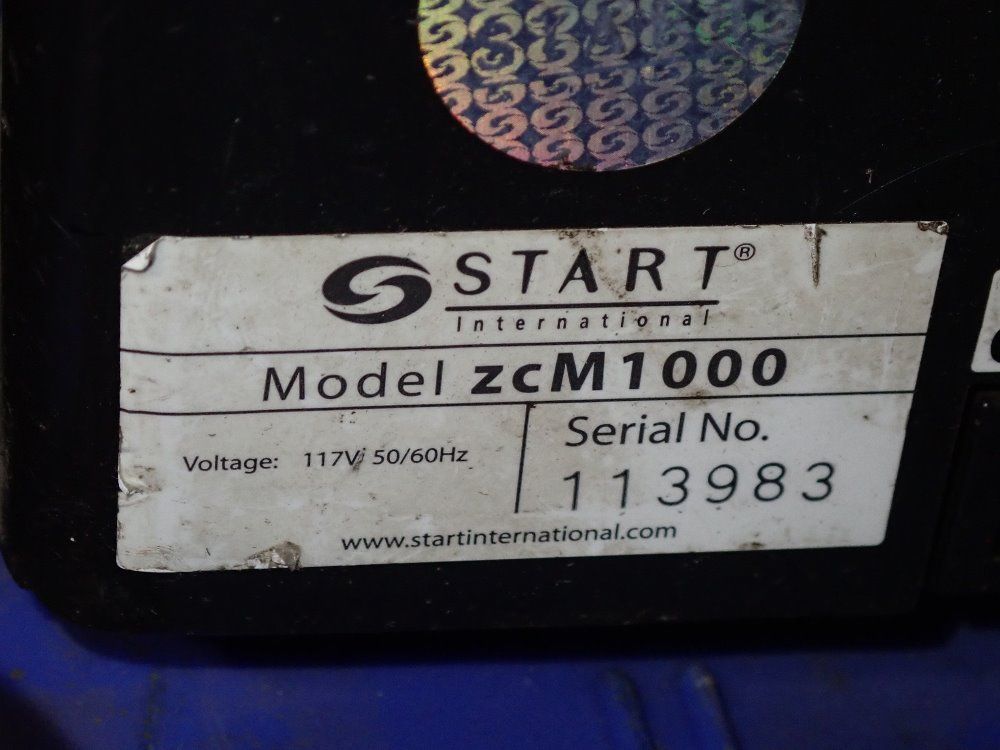 START®
International
Model zcM1000
Voltage: 117V 50/60Hz
Serial No.
113983
www.startinternational.com